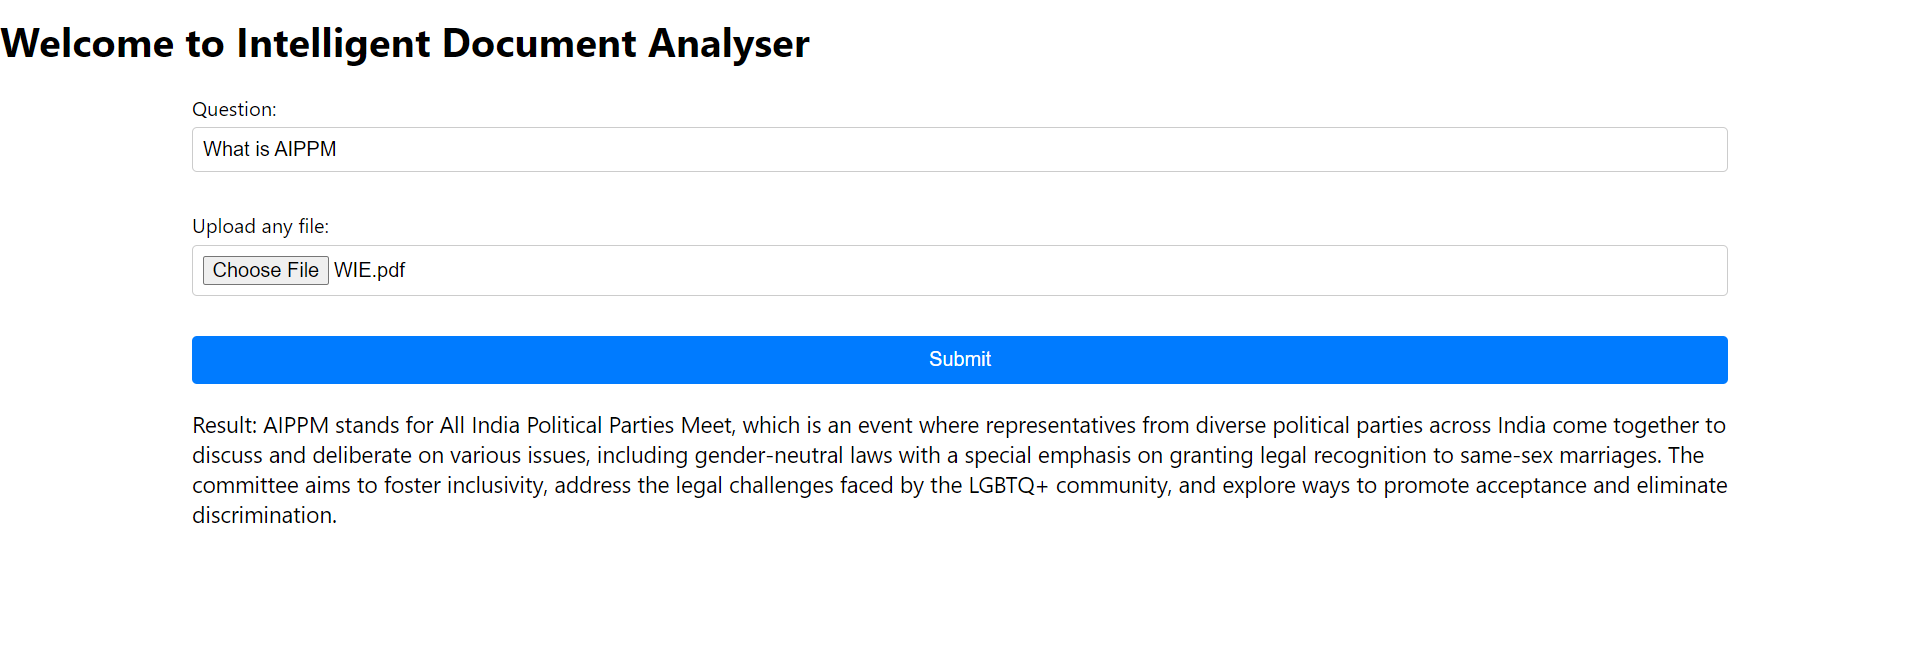 Welcome to Intelligent Document Analyser
Question:
What is AIPPM
Upload any file:
Choose File WIE.pdf
Submit
Result: AIPPM stands for All India Political Parties Meet, which is an event where representatives from diverse political parties across India come together to
discuss and deliberate on various issues, including gender-neutral laws with a special emphasis on granting legal recognition to same-sex marriages. The
committee aims to foster inclusivity, address the legal challenges faced by the LGBTQ+ community, and explore ways to promote acceptance and eliminate
discrimination.